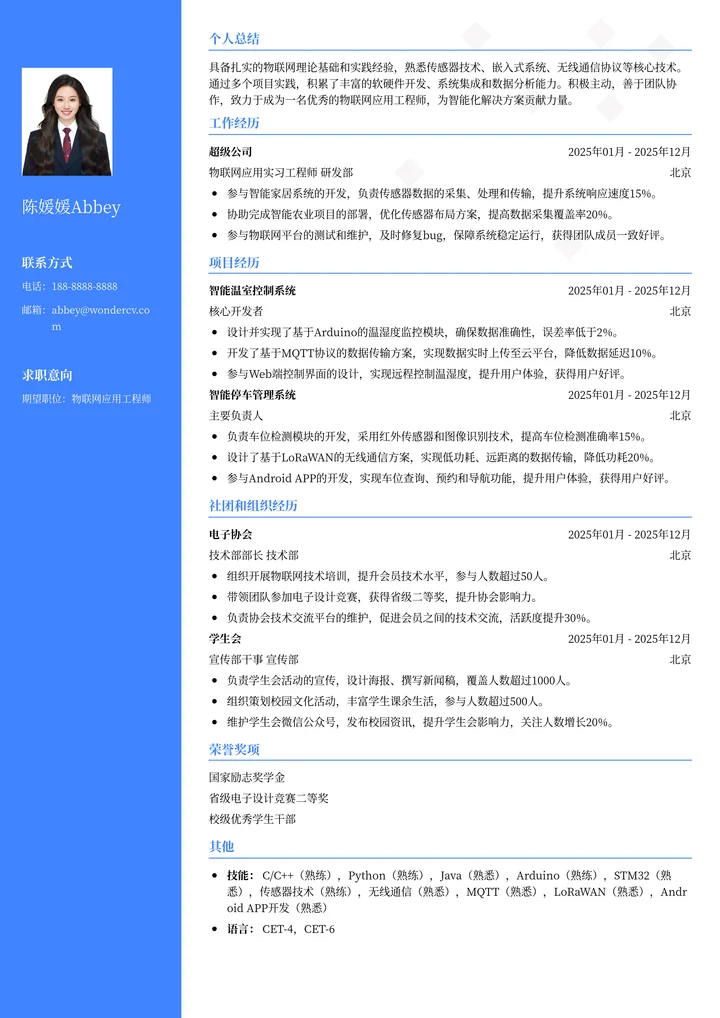 陈媛媛Abbey
联系方式
电话：188-8888-8888
邮箱：abbey@wondercv.co
m
求职意向
期望职位：物联网应用工程师
个人总结
具备扎实的物联网理论基础和实践经验，熟悉传感器技术、嵌入式系统、无线通信协议等核心技术。
通过多个项目实践，积累了丰富的软硬件开发、系统集成和数据分析能力。积极主动，善于团队协
作，致力于成为一名优秀的物联网应用工程师，为智能化解决方案贡献力量。
工作经历
超级公司 2025年01月 - 2025年12月
物联网应用实习工程师 研发部 北京
• 参与智能家居系统的开发，负责传感器数据的采集、处理和传输，提升系统响应速度15%。
• 协助完成智能农业项目的部署，优化传感器布局方案，提高数据采集覆盖率20%。
• 参与物联网平台的测试和维护，及时修复bug，保障系统稳定运行，获得团队成员一致好评。
项目经历
智能温室控制系统 2025年01月 - 2025年12月
核心开发者 北京
• 设计并实现了基于Arduino的温湿度监控模块，确保数据准确性，误差率低于2%。
• 开发了基于MQTT协议的数据传输方案，实现数据实时上传至云平台，降低数据延迟10%。
• 参与Web端控制界面的设计，实现远程控制温湿度，提升用户体验，获得用户好评。
智能停车管理系统 2025年01月 - 2025年12月
主要负责人 北京
• 负责车位检测模块的开发，采用红外传感器和图像识别技术，提高车位检测准确率15%。
• 设计了基于LoRaWAN的无线通信方案，实现低功耗、远距离的数据传输，降低功耗20%。
• 参与Android APP的开发，实现车位查询、预约和导航功能，提升用户体验，获得用户好评。
社团和组织经历
电子协会 2025年01月 - 2025年12月
技术部部长 技术部 北京
• 组织开展物联网技术培训，提升会员技术水平，参与人数超过50人。
• 带领团队参加电子设计竞赛，获得省级二等奖，提升协会影响力。
• 负责协会技术交流平台的维护，促进会员之间的技术交流，活跃度提升30%。
学生会 2025年01月 - 2025年12月
宣传部干事 宣传部 北京
• 负责学生会活动的宣传，设计海报、撰写新闻稿，覆盖人数超过1000人。
• 组织策划校园文化活动，丰富学生课余生活，参与人数超过500人。
• 维护学生会微信公众号，发布校园资讯，提升学生会影响力，关注人数增长20%。
荣誉奖项
国家励志奖学金
省级电子设计竞赛二等奖
校级优秀学生干部
其他
• 技能： C/C++（熟练）, Python（熟练）, Java（熟悉）, Arduino（熟练）, STM32（熟
悉）, 传感器技术（熟练）, 无线通信（熟悉）, MQTT（熟悉）, LoRaWAN（熟悉）, Andr
oid APP开发（熟悉）
• 语言： CET-4，CET-6